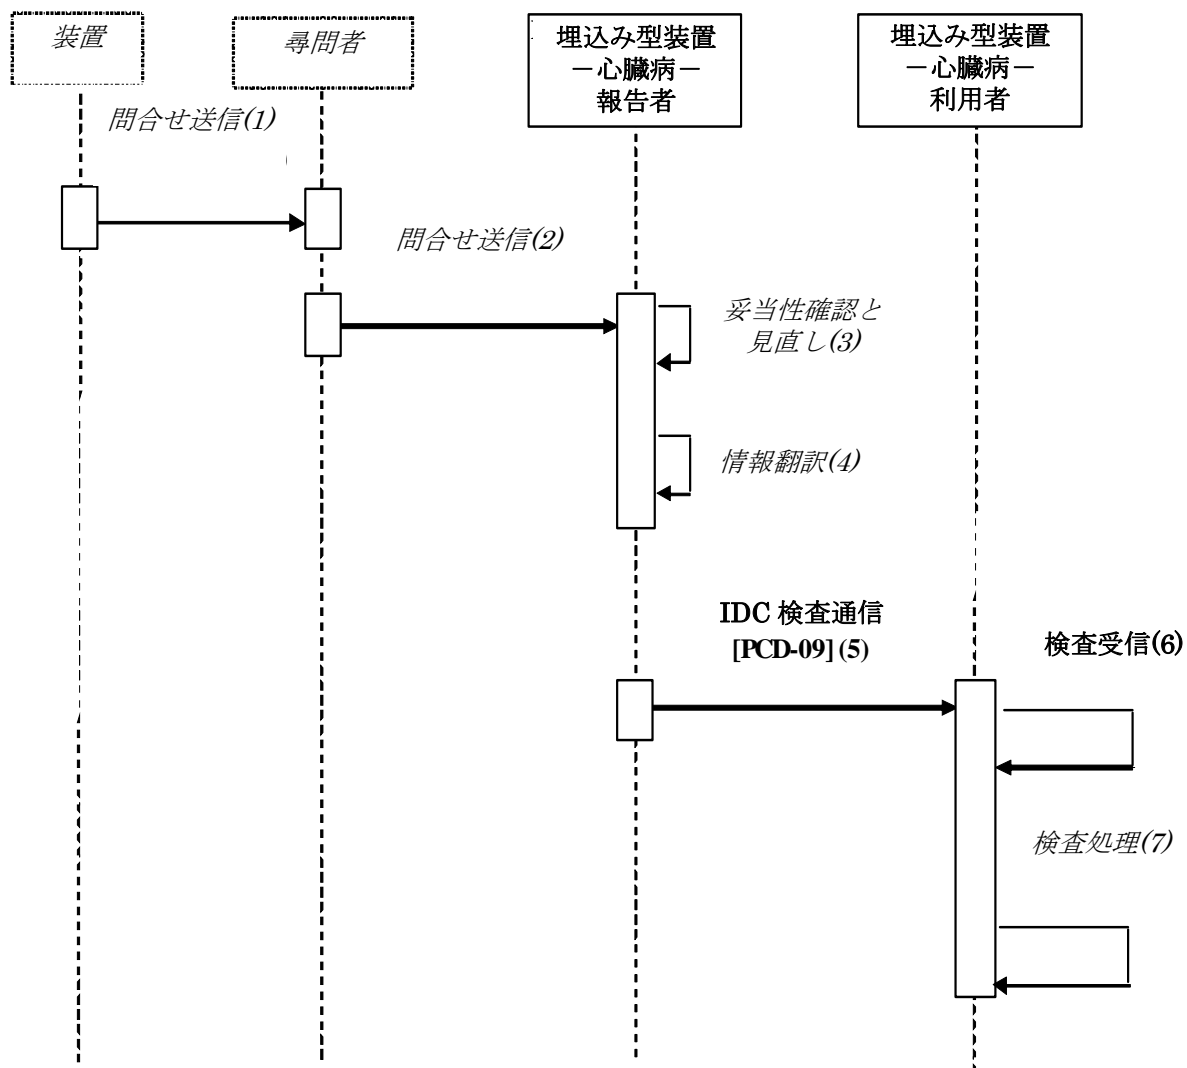 装置
尋問者
埋込み型装置
－心臓病－
報告者
埋込み型装置
－心臓病－
利用者
問合せ送信(1)
問合せ送信(2)
妥当性確認と
見直し(3)
情報翻訳(4)
IDC 検査通信
[PCD-09] (5)
検査受信(6)
検査処理(7)